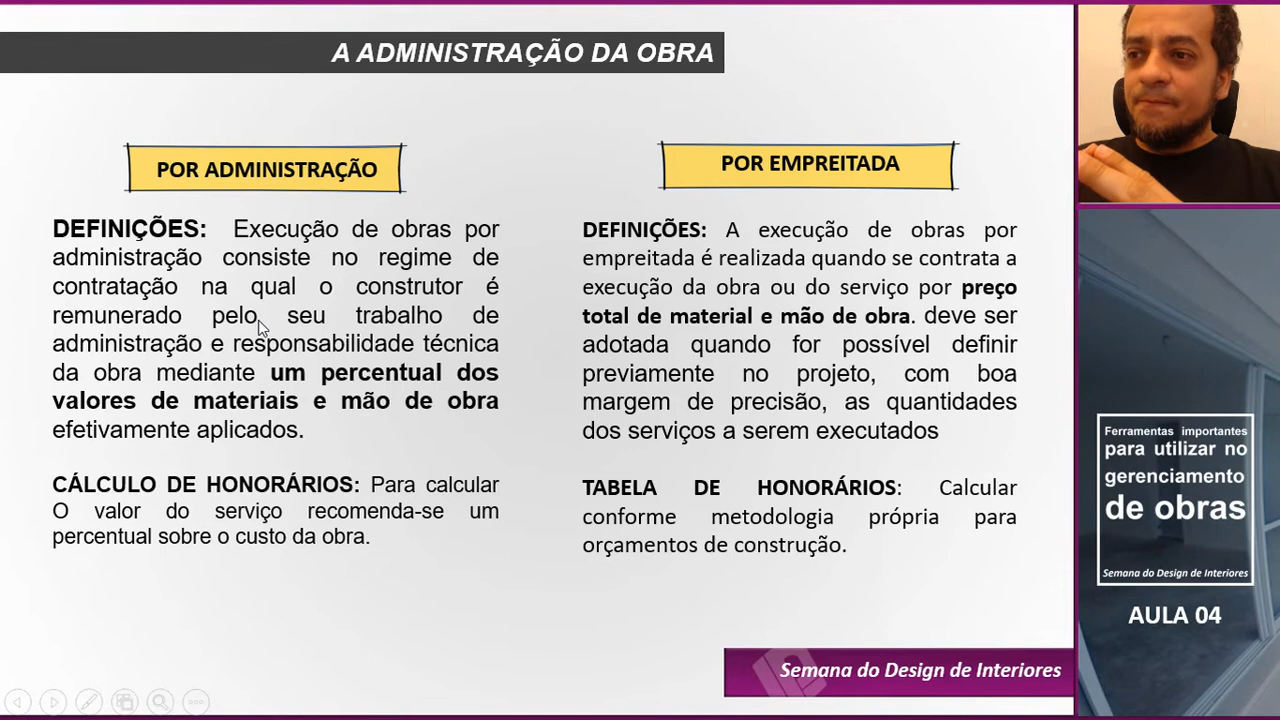 A ADMINISTRAÇÃO DA OBRA
POR ADMINISTRAÇÃO
DEFINIÇÕES: Execução de obras por
administração consiste no regime de
contratação na qual o construtor é
remunerado pelo seu trabalho de
administração e responsabilidade técnica
da obra mediante um percentual dos
valores de materiais e mão de obra
efetivamente aplicados.
CÁLCULO DE HONORÁRIOS: Para calcular
O valor do serviço recomenda-se um
percentual sobre o custo da obra.
POR EMPREITADA
DEFINIÇÕES: A execução de obras por
empreitada é realizada quando se contrata a
execução da obra ou do serviço por preço
total de material e mão de obra. deve ser
adotada quando for possível definir
previamente no projeto, com boa
margem de precisão, as quantidades
dos serviços a serem executados
TABELA DE HONORÁRIOS: Calcular
conforme metodologia própria para
orçamentos de construção.
Semana do Design de Interiores
Ferramentas importantes
para utilizar no
gerenciamento
de obras
Semana do Design de Interiores
AULA 04